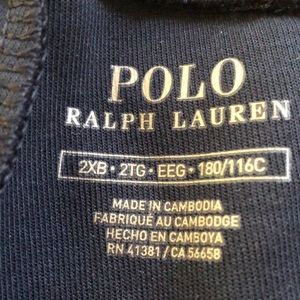 POLO
RALPH LAUREN
2XB • 2TG • EEG • 180/116C
MADE IN CAMBODIA
FABRIQUÉ AU CAMBODGE
HECHO EN CAMBOYA
RN 41381 / CA 56658